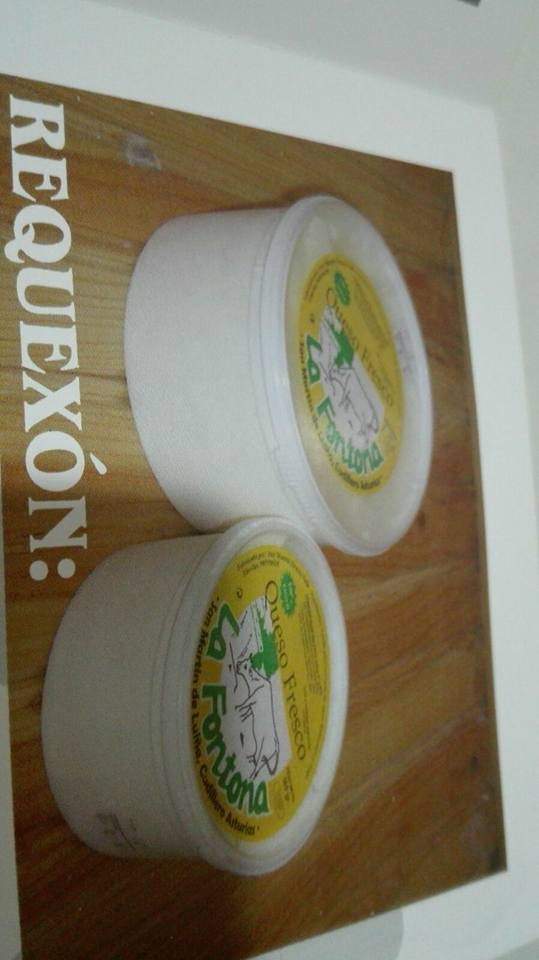 REQUEXÓN:
Queso Fresco
La Fontona
San Martín de Luiña, Cudillero Asturias
Queso Fresco
La Fontona
San Martín de Luiña, Cudillero Asturias